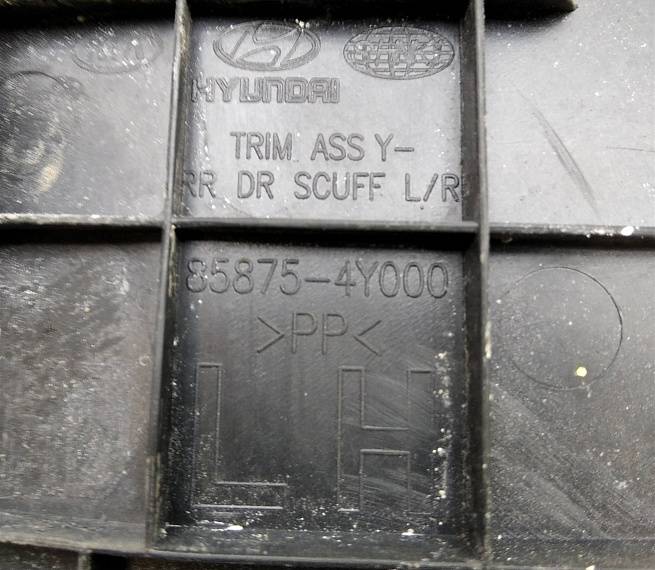 HYUNDAI
TRIM ASS Y-
RR DR SCUFF L/R
85875-4Y000
>PP<
LH